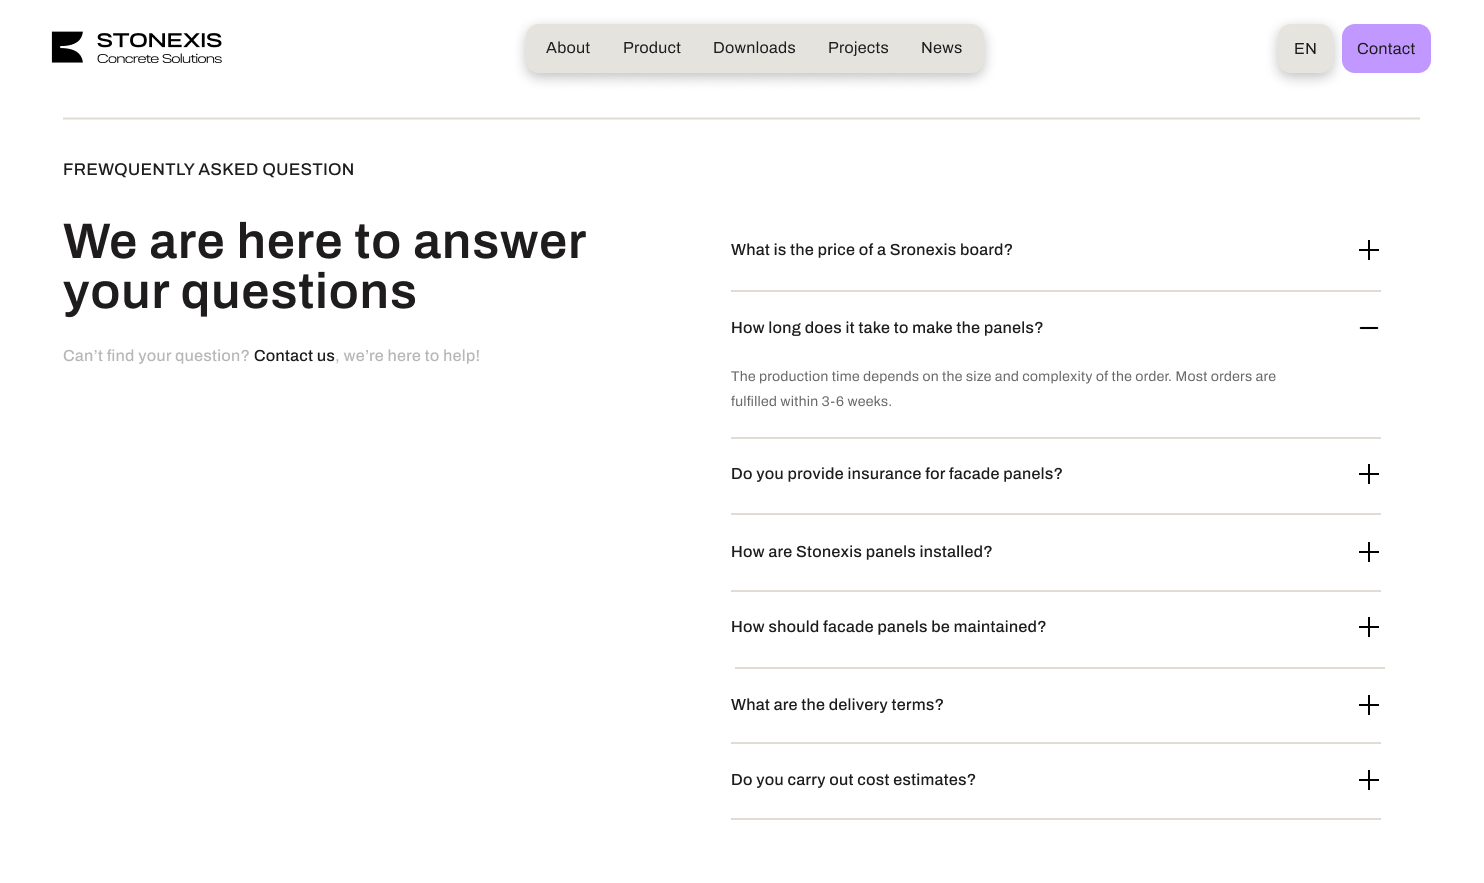 STONEXIS
Concrete Solutions
About
Product
Downloads
Projects
News
EN
Contact
FREWQUENTLY ASKED QUESTION
We are here to answer
your questions
Can’t find your question? Contact us, we’re here to help!
What is the price of a Sronexis board?
How long does it take to make the panels?
The production time depends on the size and complexity of the order. Most orders are
fulfilled within 3-6 weeks.
Do you provide insurance for facade panels?
How are Stonexis panels installed?
How should facade panels be maintained?
What are the delivery terms?
Do you carry out cost estimates?